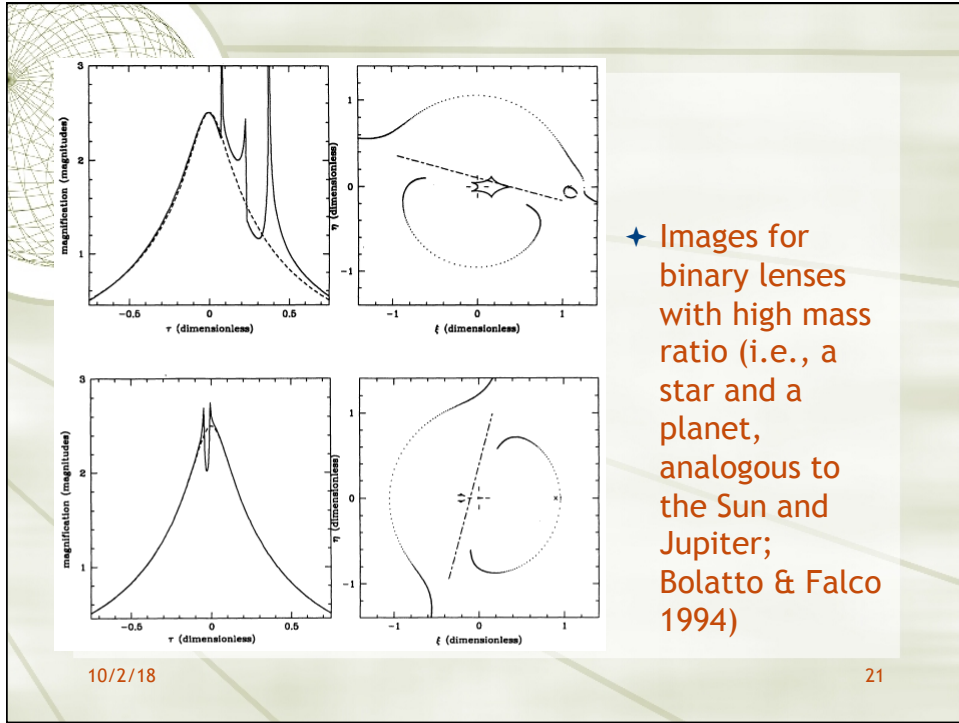 3
2
1
magnification (magnitudes)
−0.5
0
0.5
τ (dimensionless)
1
0
−1
η (dimensionless)
−1
0
1
ξ (dimensionless)
3
2
1
magnification (magnitudes)
−0.5
0
0.5
τ (dimensionless)
1
0
−1
η (dimensionless)
−1
0
1
ξ (dimensionless)
Images for
binary lenses
with high mass
ratio (i.e., a
star and a
planet,
analogous to
the Sun and
Jupiter;
Bolatto & Falco
1994)
10/2/18
21